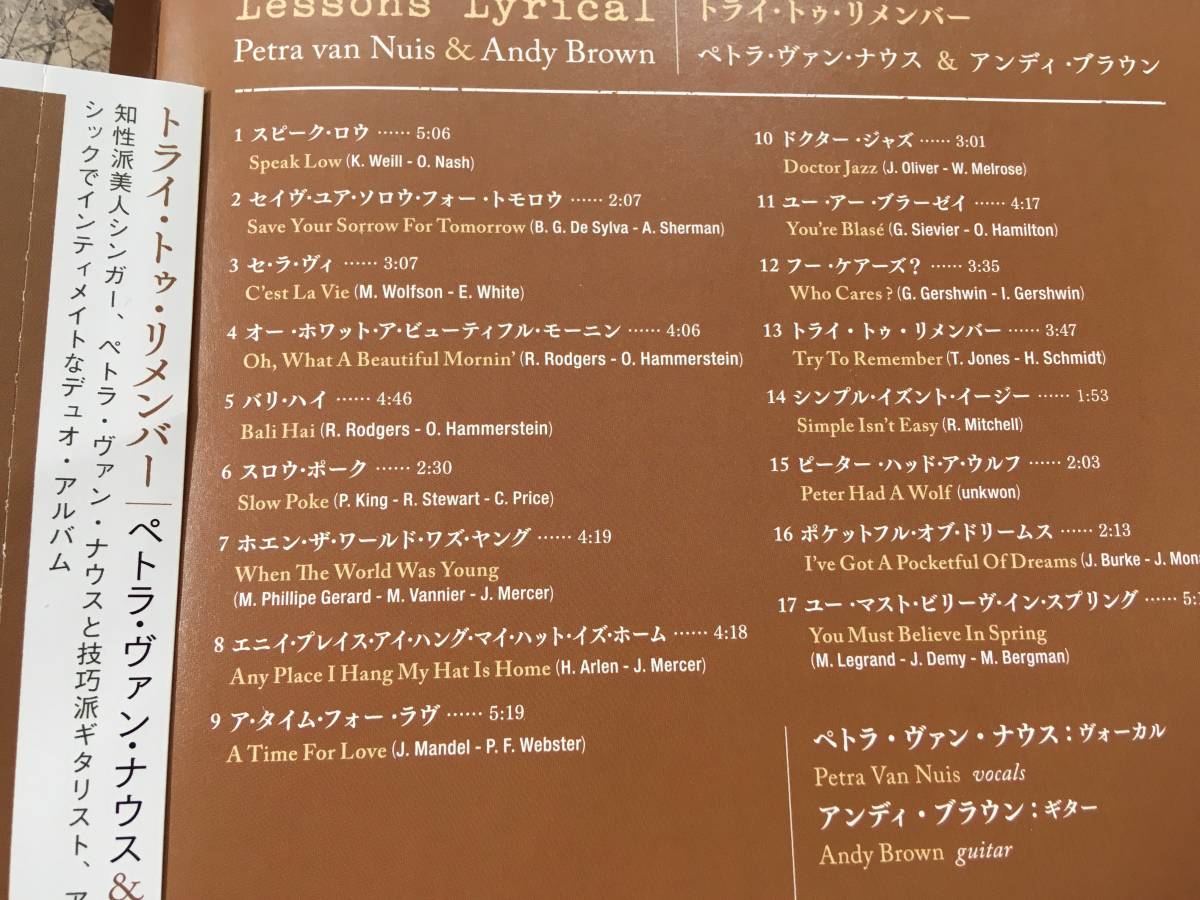 Lessons Lyrical
Petra van Nuis & Andy Brown
トライ・トゥ・リメンバー
ペトラ・ヴァン・ナウス & アンディ・ブラウン
1 スピーク・ロウ …… 5:06
Speak Low (K. Weill - O. Nash)
2 セイヴ・ユア・ソロウ・フォー・トモロウ …… 2:07
Save Your Sorrow For Tomorrow (B. G. De Sylva - A. Sherman)
3 セ・ラ・ヴィ …… 3:07
C'est La Vie (M. Wolfson - E. White)
4 オー・ホワット・ア・ビューティフル・モーニン …… 4:06
Oh, What A Beautiful Mornin' (R. Rodgers - O. Hammerstein)
5 バリ・ハイ …… 4:46
Bali Hai (R. Rodgers - O. Hammerstein)
6 スロウ・ポーク …… 2:30
Slow Poke (P. King - R. Stewart - C. Price)
7 ホエン・ザ・ワールド・ワズ・ヤング …… 4:19
When The World Was Young
(M. Phillipe Gerard - M. Vannier - J. Mercer)
8 エニイ・プレイス・アイ・ハング・マイ・ハット・イズ・ホーム …… 4:18
Any Place I Hang My Hat Is Home (H. Arlen - J. Mercer)
9 ア・タイム・フォー・ラヴ …… 5:19
A Time For Love (J. Mandel - P. F. Webster)
10 ドクター・ジャズ …… 3:01
Doctor Jazz (J. Oliver - W. Melrose)
11 ユー・アー・ブラーゼイ …… 4:17
You're Blasé (G. Sievier - O. Hamilton)
12 フー・ケアーズ？ …… 3:35
Who Cares? (G. Gershwin - I. Gershwin)
13 トライ・トゥ・リメンバー …… 3:47
Try To Remember (T. Jones - H. Schmidt)
14 シンプル・イズント・イージー …… 1:53
Simple Isn't Easy (R. Mitchell)
15 ピーター・ハッド・ア・ウルフ …… 2:03
Peter Had A Wolf (unkwon)
16 ポケットフル・オブ・ドリームス …… 2:13
I've Got A Pocketful Of Dreams (J. Burke - J. Mona
17 ユー・マスト・ビリーヴ・イン・スプリング …… 5:1
You Must Believe In Spring
(M. Legrand - J. Demy - M. Bergman)
ペトラ・ヴァン・ナウス：ヴォーカル
Petra Van Nuis vocals
アンディ・ブラウン：ギター
Andy Brown guitar
トライ・トゥ・リメンバー｜ペトラ・ヴァン・ナウス &
知性派美人シンガー、ペトラ・ヴァン・ナウスと技巧派ギタリスト、ア
シックでインティメイトなデュオ・アルバム